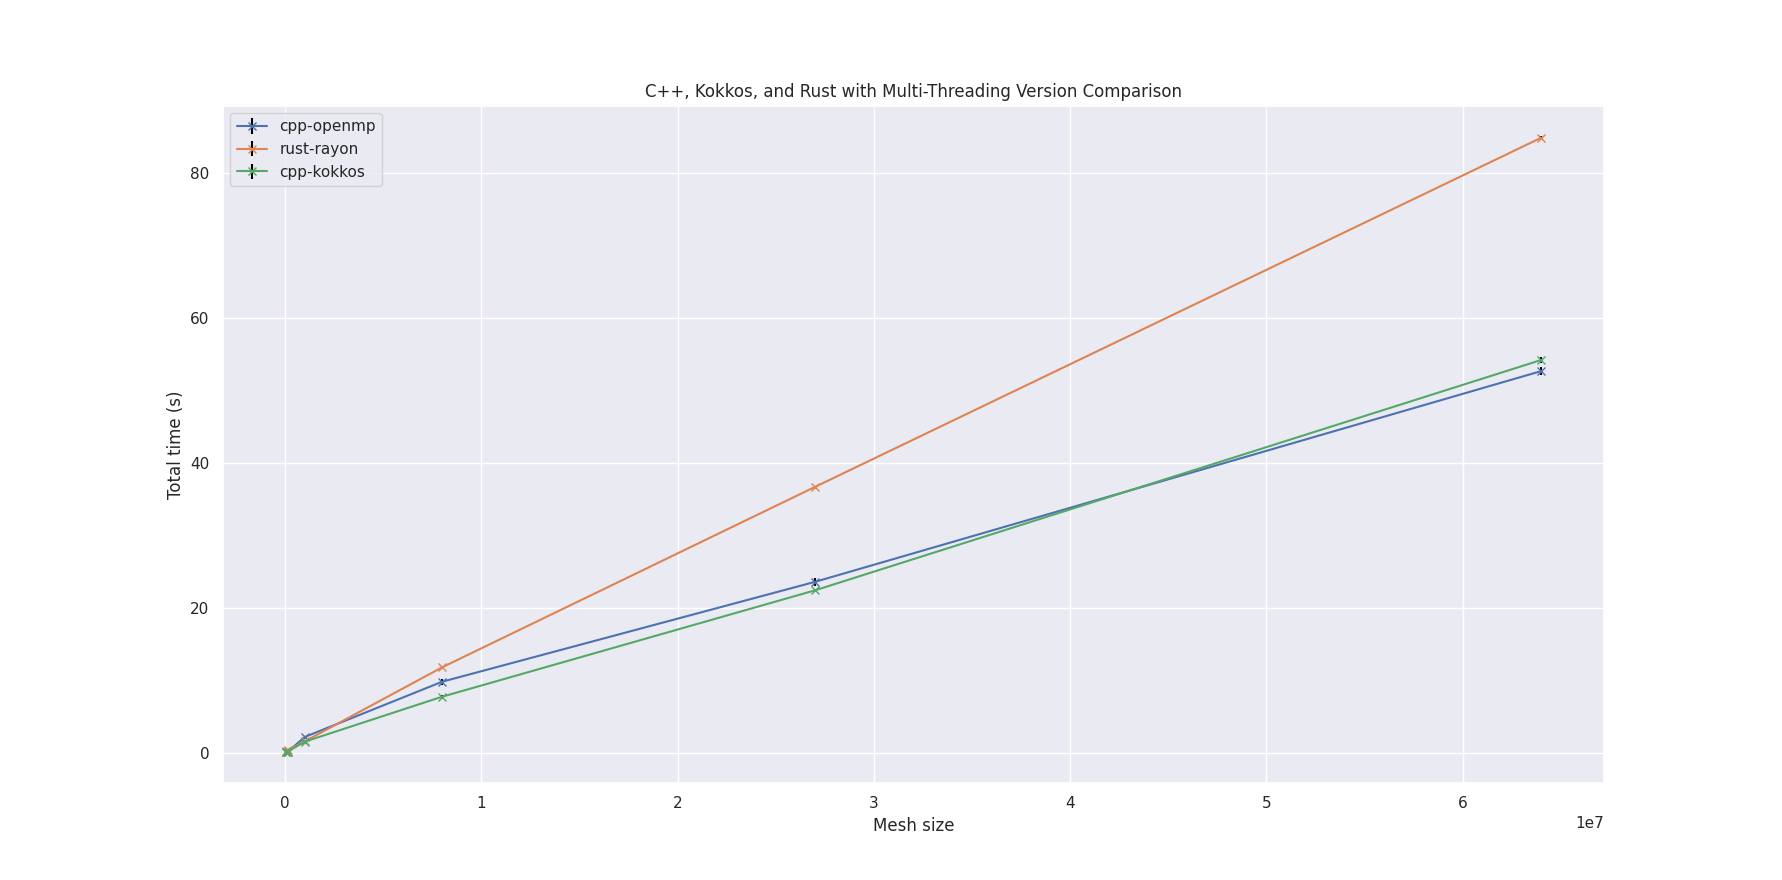 C++, Kokkos, and Rust with Multi-Threading Version Comparison
cpp-openmp
rust-rayon
cpp-kokkos
80
60
40
20
0
Total time (s)
0 1 2 3 4 5 6
Mesh size
1e7